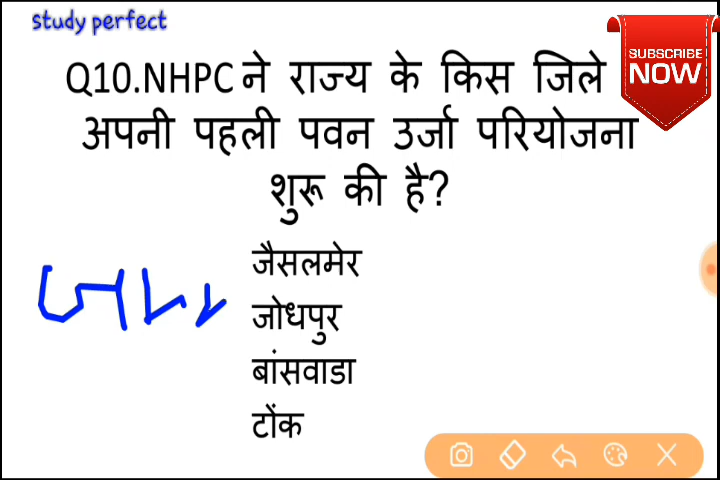 study perfect
SUBSCRIBE
NOW
Q10.NHPC ने राज्य के किस जिले
अपनी पहली पवन उर्जा परियोजना
शुरू की है?
जैसलमेर
जोधपुर
बांसवाडा
टोंक